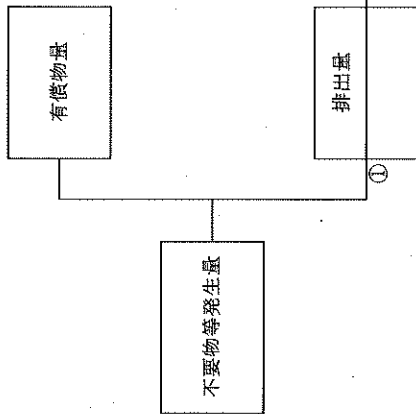 不要物等発生量
有償物量
①
排出量